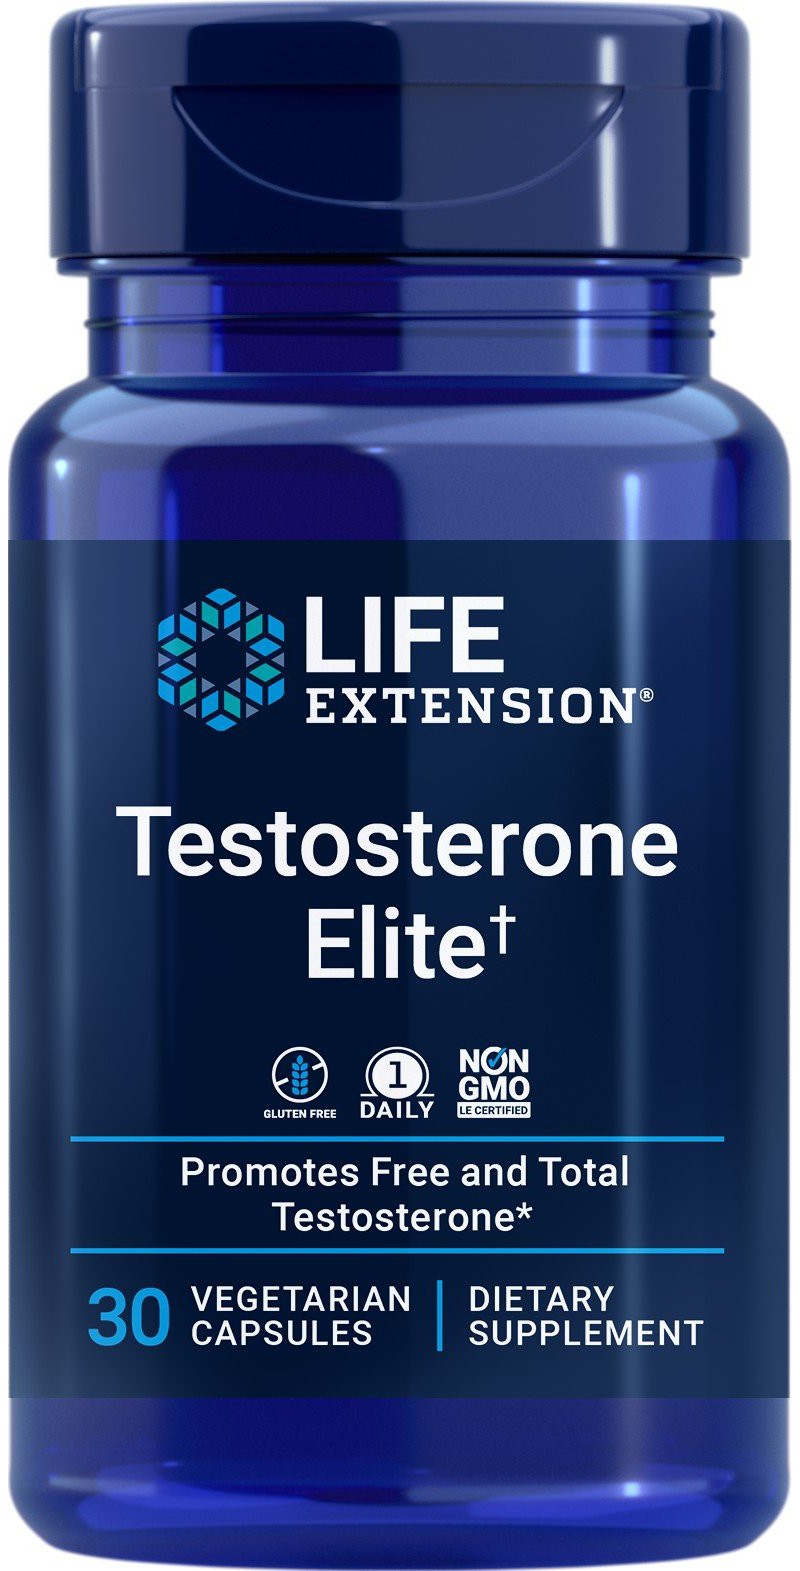 LIFE
EXTENSION®
Testosterone
Elite†
GLUTEN FREE
1
DAILY
NON
GMO
LE CERTIFIED
Promotes Free and Total
Testosterone*
30 VEGETARIAN CAPSULES | DIETARY SUPPLEMENT